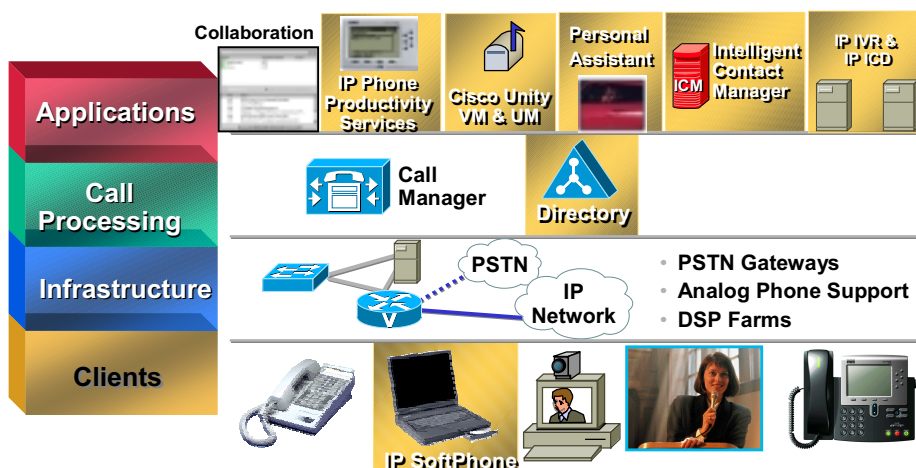 Collaboration
IP Phone
Productivity
Services
Cisco Unity
VM & UM
Personal
Assistant
ICM
Intelligent
Contact
Manager
IP IVR &
IP ICD
Applications
Call
Processing
Call
Manager
Directory
Infrastructure
PSTN
V
IP
Network
• PSTN Gateways
• Analog Phone Support
• DSP Farms
Clients
IP SoftPhone